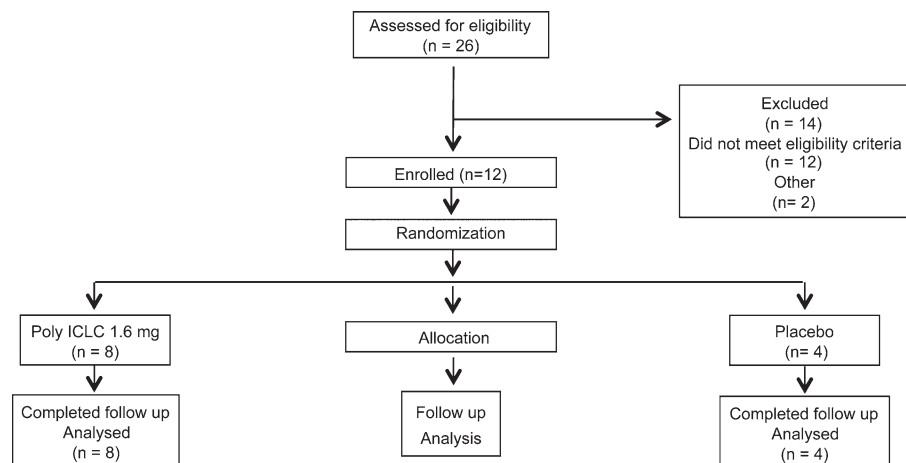 Assessed for eligibility
(n = 26)
Excluded
(n = 14)
Did not meet eligibility criteria
(n = 12)
Other
(n= 2)
Enrolled (n=12)
Randomization
Poly ICLC 1.6 mg
(n = 8)
Allocation
Placebo
(n= 4)
Completed follow up
Analysed
(n = 8)
Follow up
Analysis
Completed follow up
Analysed
(n = 4)